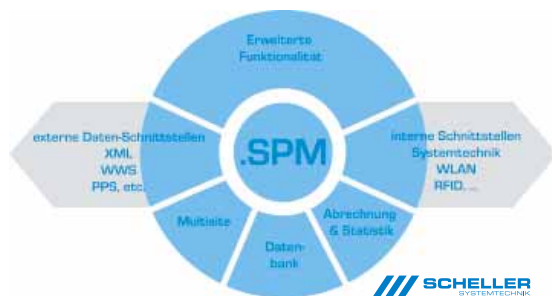 Erweiterte
Funktionalität
externe Daten-Schnittstellen
XML
WWS
PPS, etc.
.SPM
interne Schnittstellen
Systemtechnik
WLAN
RFID, ...
Multisite
Daten-
bank
Abrechnung
& Statistik
SCHELLER
SYSTEMTECHNIK